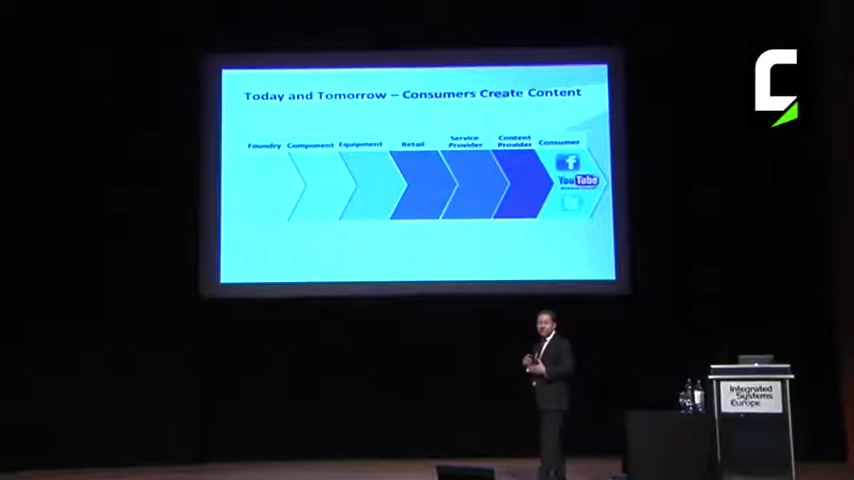 Today and Tomorrow – Consumers Create Content
Foundry Component Equipment Retail Service Provider Content Provider Consumer
f
YouTube
Integrated
Systems
Europe